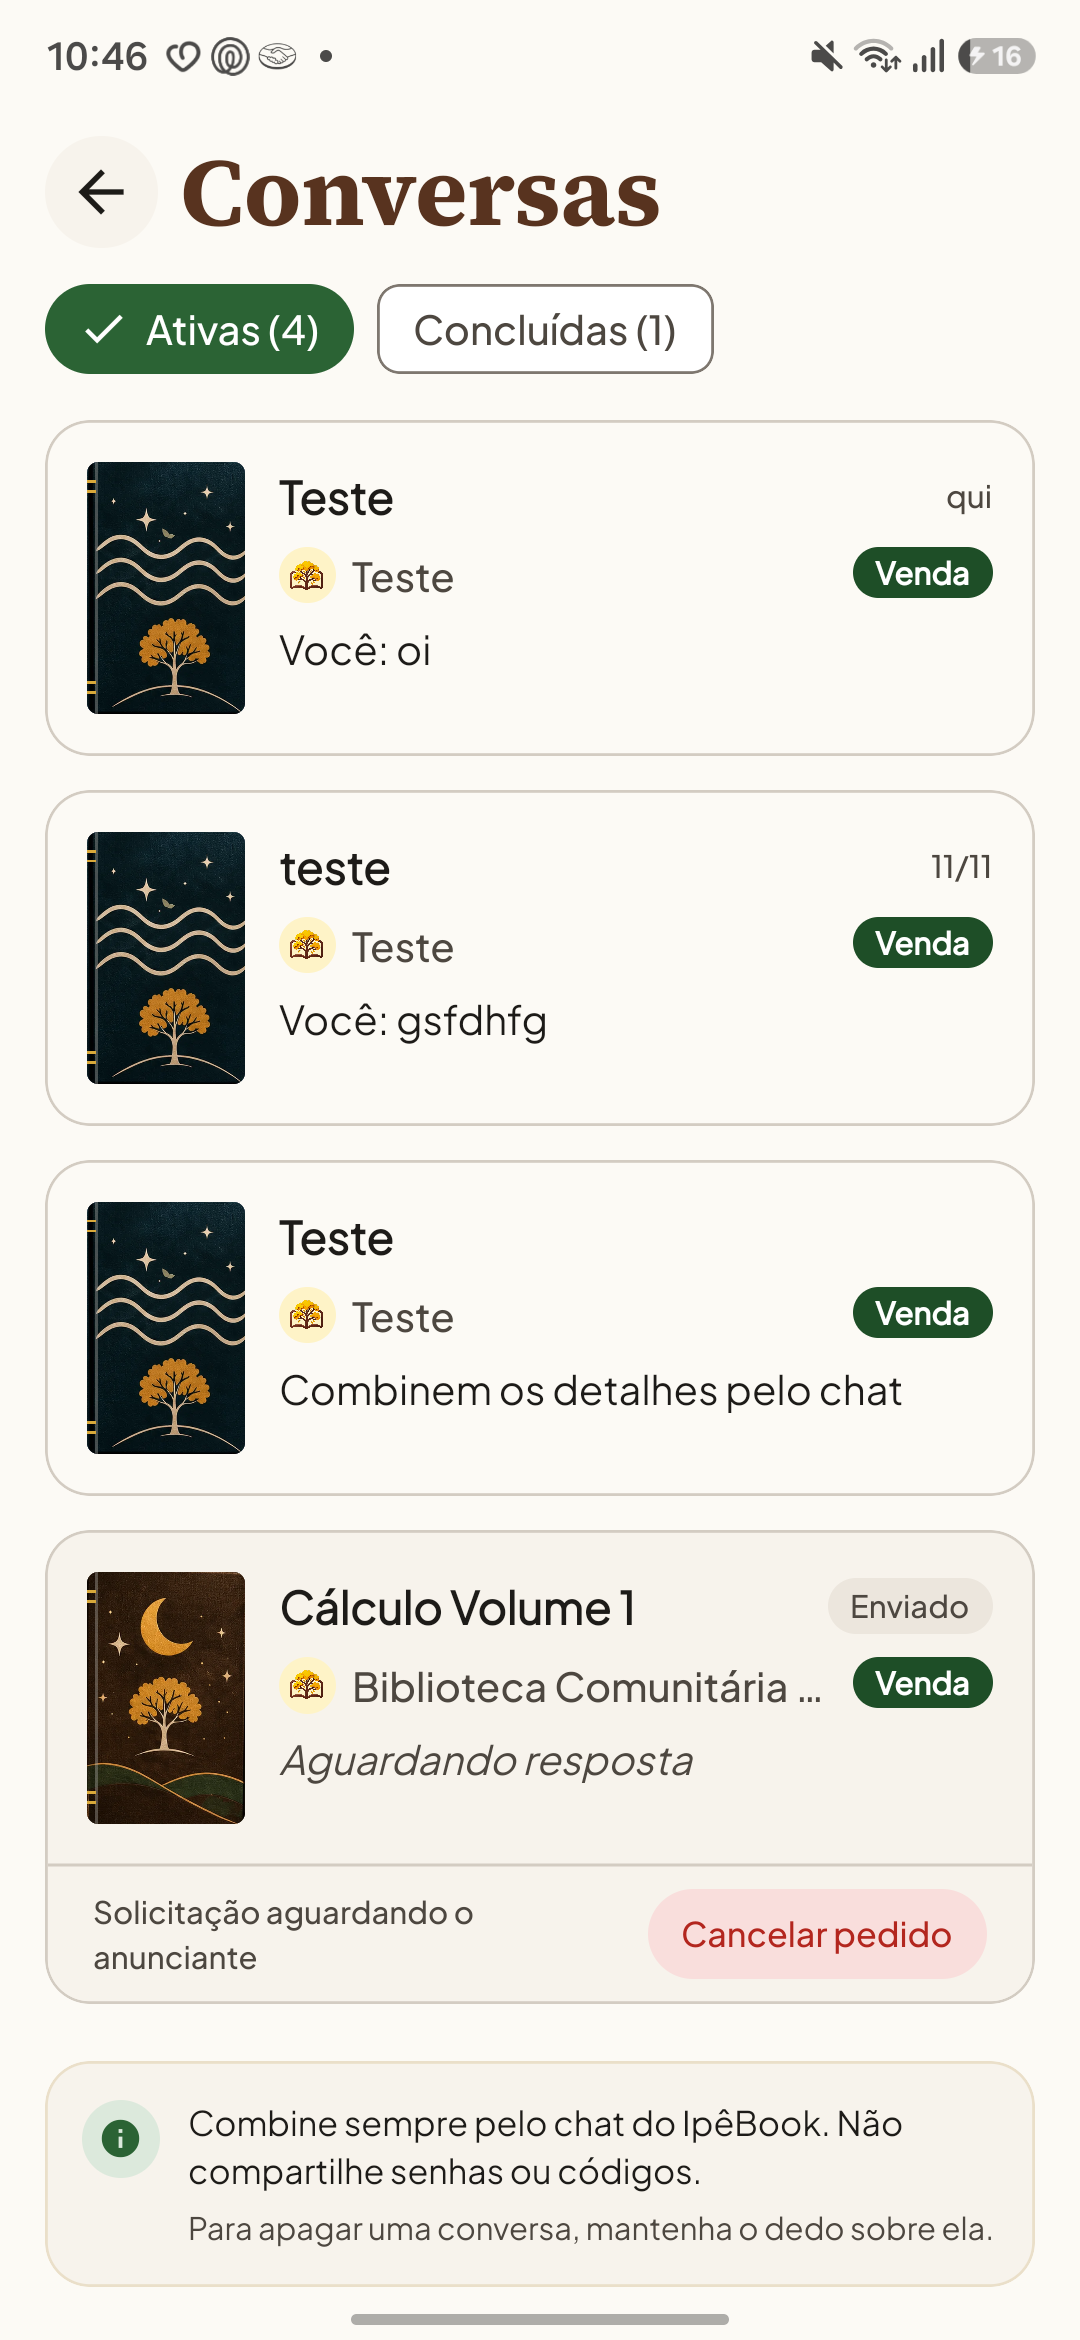 10:46
16
Conversas
Ativas (4)
Concluídas (1)
Teste
qui
Teste
Venda
Você: oi
teste
11/11
Teste
Venda
Você: gsfdhfg
Teste
Teste
Venda
Combinem os detalhes pelo chat
Cálculo Volume 1
Enviado
Biblioteca Comunitária ...
Venda
Aguardando resposta
Solicitação aguardando o
anunciante
Cancelar pedido
Combine sempre pelo chat do IpêBook. Não
compartilhe senhas ou códigos.
Para apagar uma conversa, mantenha o dedo sobre ela.